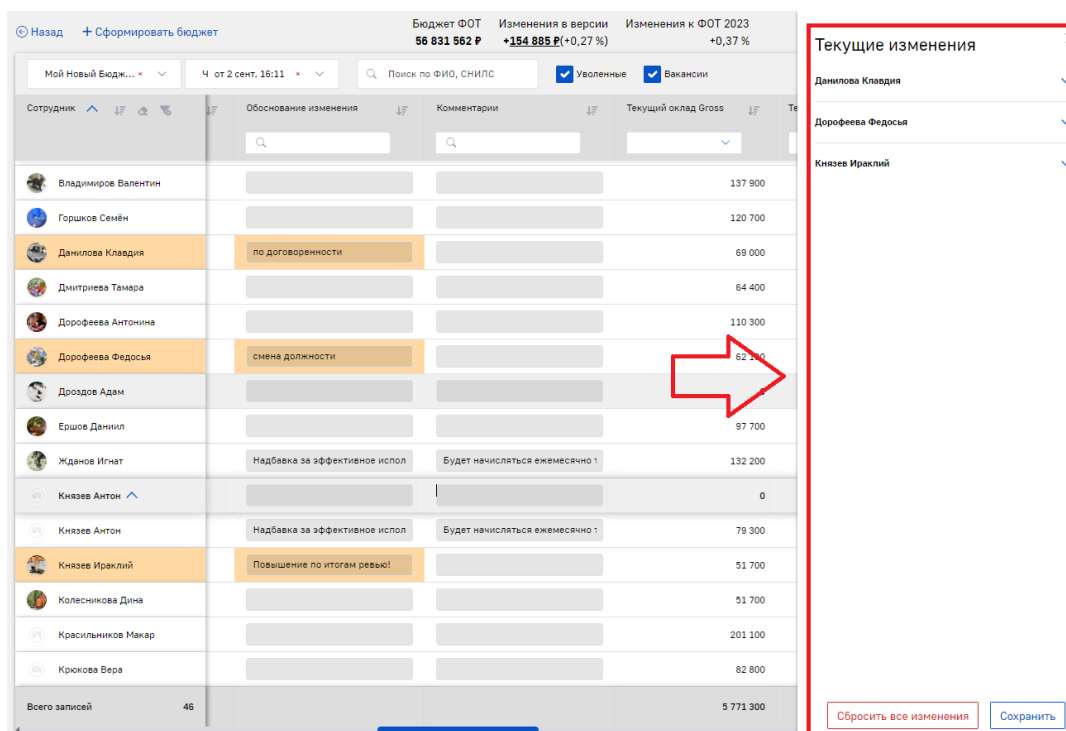 Назад + Сформировать бюджет
Бюджет ФОТ Изменения в версии Изменения к ФОТ 2023
56 831 562 ₽ +154 885 ₽(+0,27 %) +0,37 %
Текущие изменения
Мой Новый Бюдж... × Ч от 2 сент. 16:11 × Поиск по ФИО, СНИЛС Уволенные Вакансии
Данилова Клавдия
Сотрудник Обоснование изменения Комментарии Текущий оклад Gross Те
Дорофеева Федосья
Князев Ираклий
Владимиров Валентин 137 900
Горшков Семён 120 700
Данилова Клавдия по договоренности 69 000
Дмитриева Тамара 64 400
Дорофеева Антонина 110 300
Дорофеева Федосья смена должности
Дроздов Адам
Ершов Даниил 97 700
Жданов Игнат Надбавка за эффективное испол Будет начисляться ежемесячно т 132 200
Князев Антон 0
Князев Антон Надбавка за эффективное испол Будет начисляться ежемесячно т 79 300
Князев Ираклий Повышение по итогам ревью! 51 700
Колесникова Дина 51 700
Красильников Макар 201 100
Крюкова Вера 82 800
Всего записей 46 5 771 300
Сбросить все изменения Сохранить